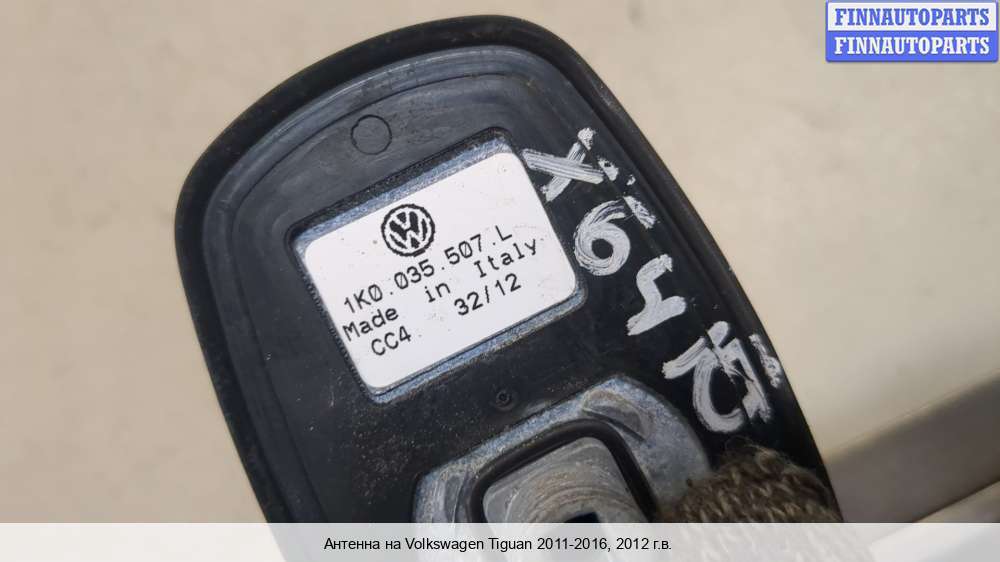 FINNAUTOPARTS
FINNAUTOPARTS
1K0.035.507.L
Made in Italy
CC4 32/12
Антенна на Volkswagen Tiguan 2011-2016, 2012 г.в.